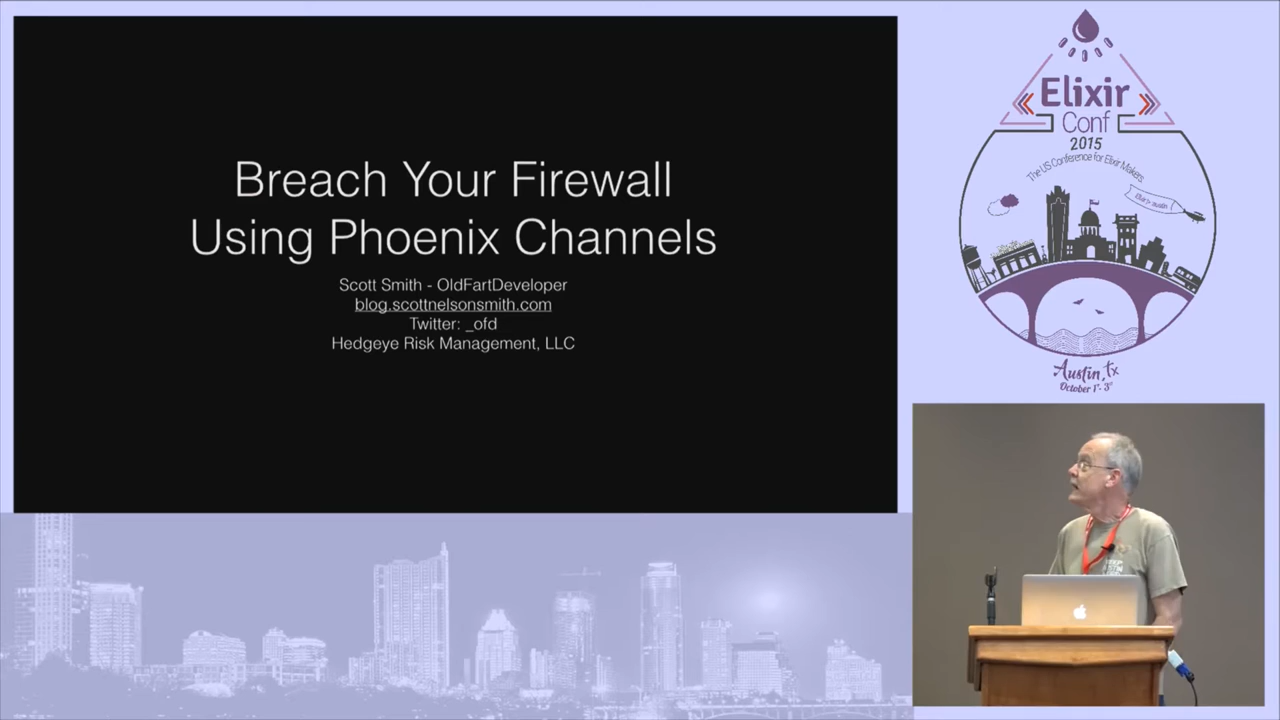 Breach Your Firewall
Using Phoenix Channels
Scott Smith - OldFartDeveloper
blog.scottnelsonsmith.com
Twitter: _ofd
Hedgeye Risk Management, LLC
Elixir
Conf
2015
The US Conference for Elixir Makers
Austin, TX
October 1st - 3rd